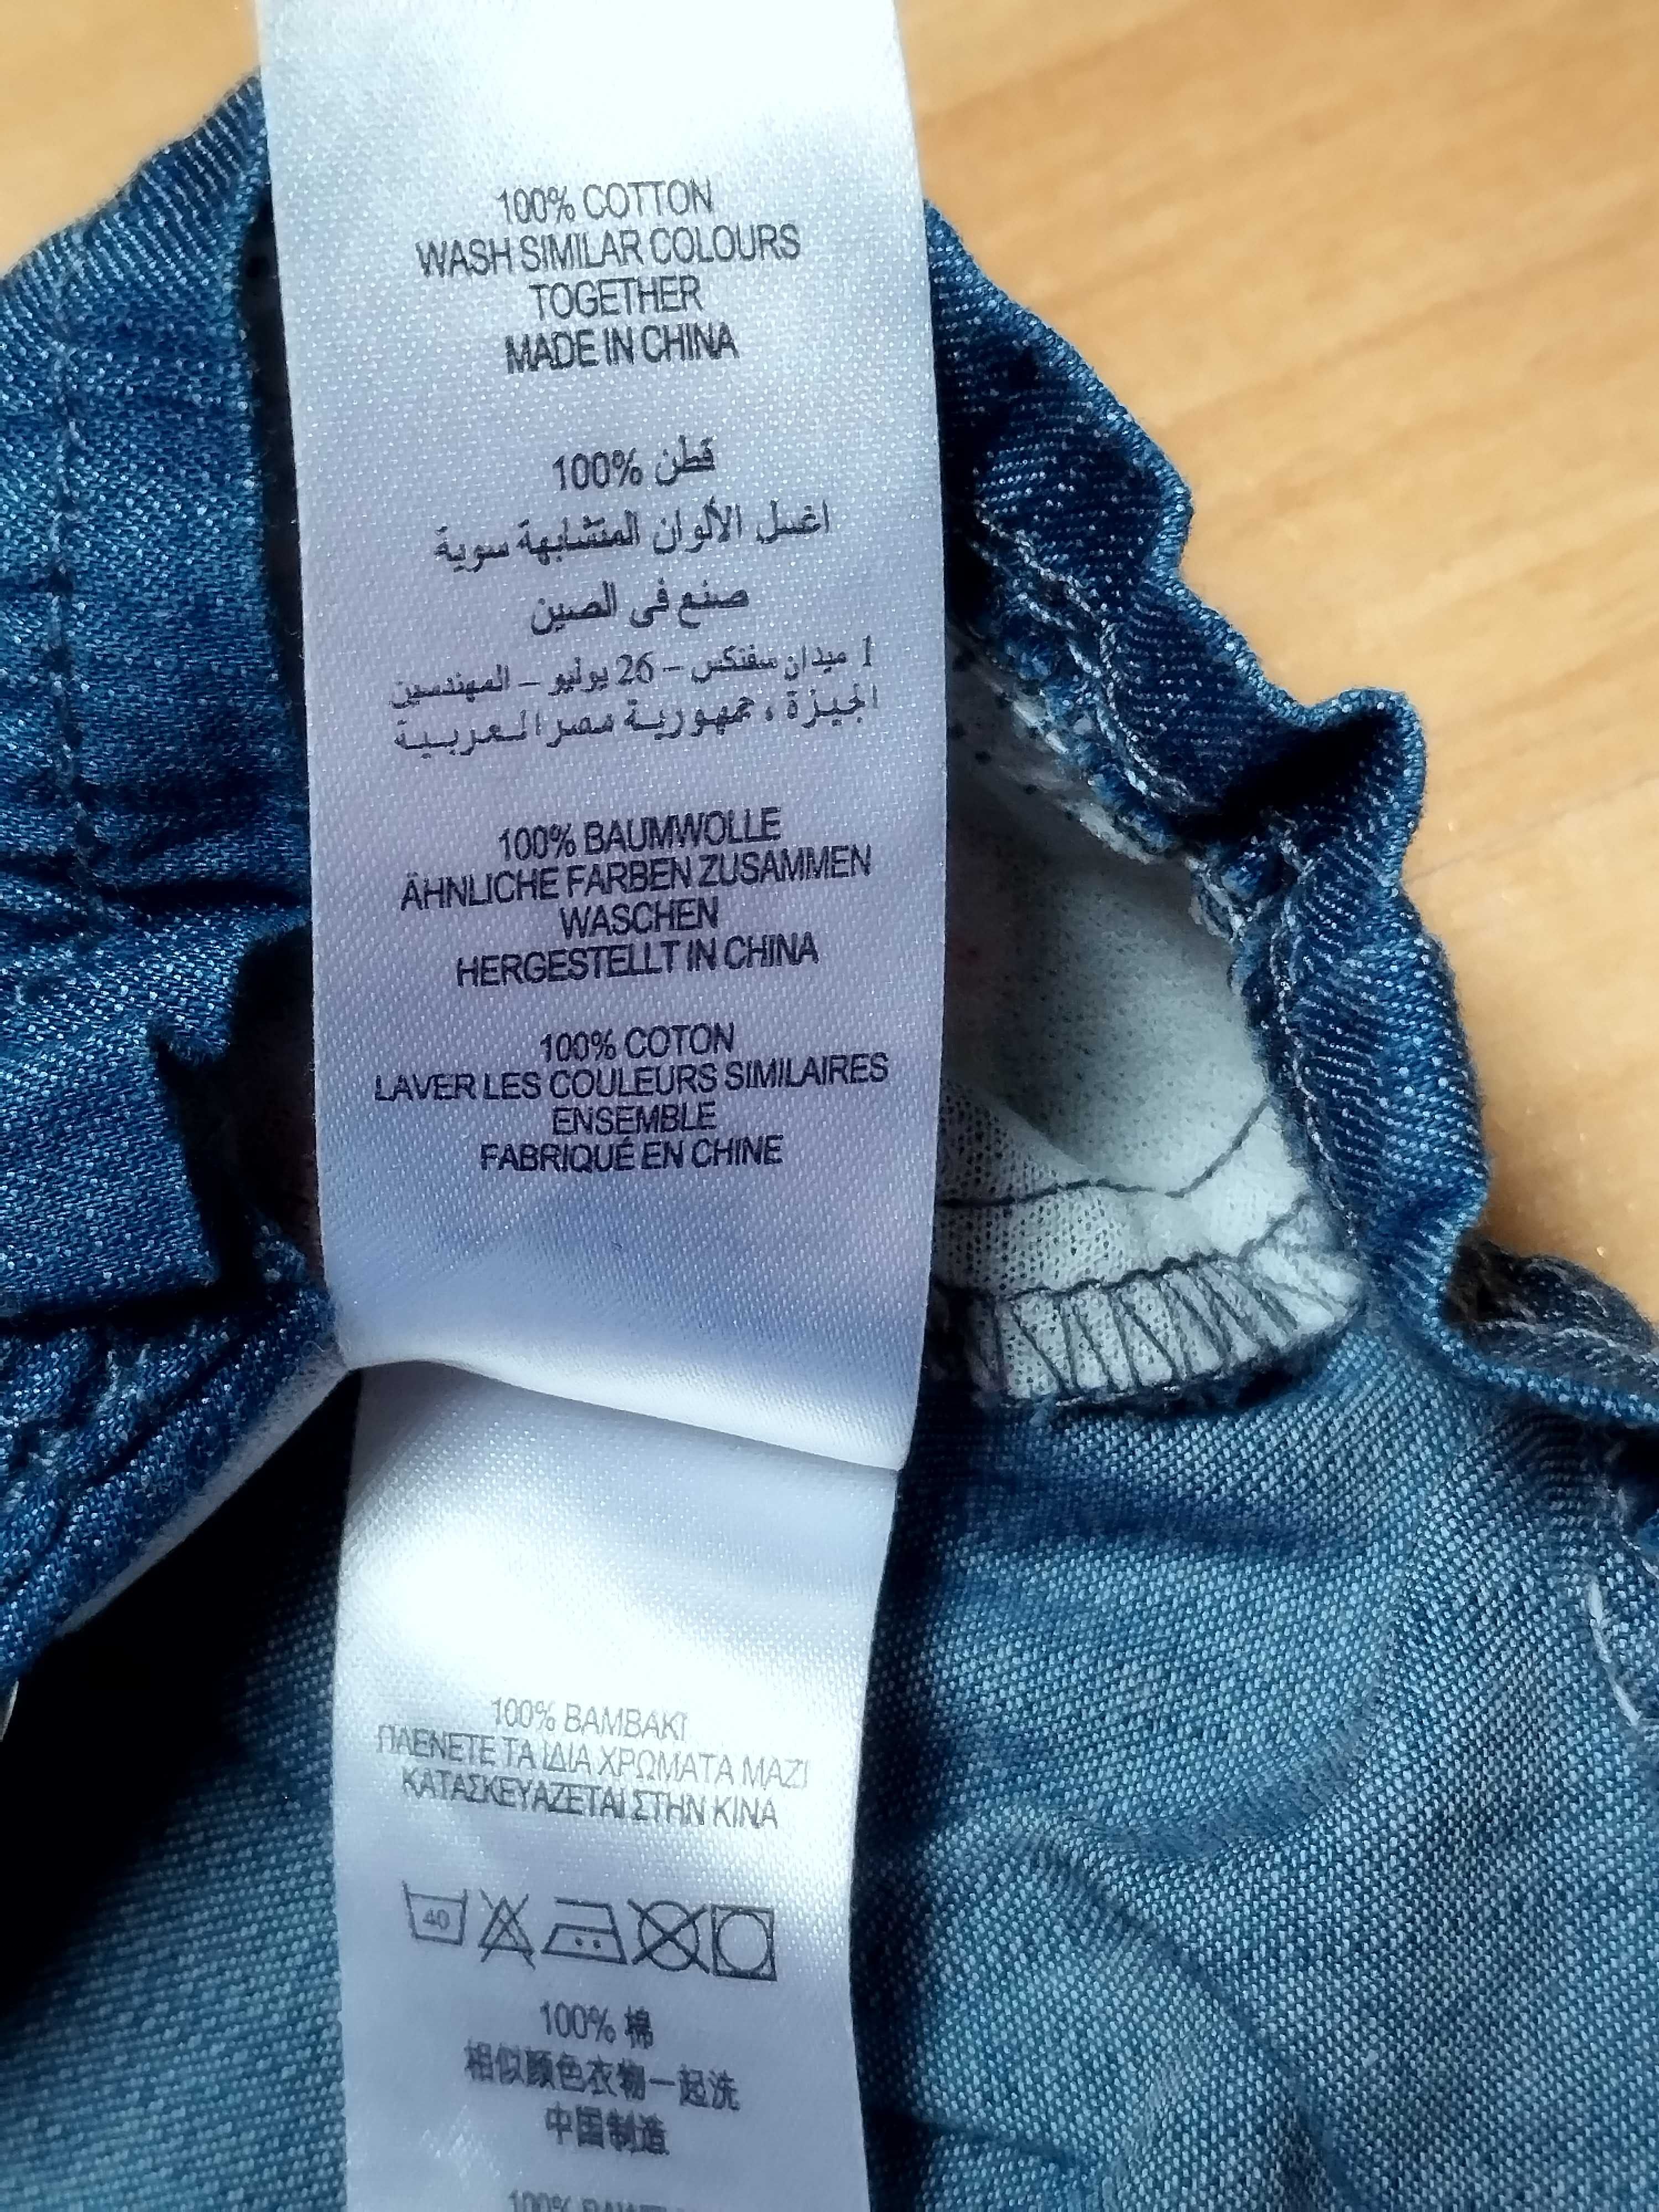 100% COTTON
WASH SIMILAR COLOURS
TOGETHER
MADE IN CHINA
100% قطن
اغسل الألوان المتشابهة سوية
صنع في الصين
1 ميدان سفنكس - 26 يوليو - المهندسين
الجيزة ، جمهورية مصر العربية
100% BAUMWOLLE
ÄHNLICHE FARBEN ZUSAMMEN
WASCHEN
HERGESTELLT IN CHINA
100% COTON
LAVER LES COULEURS SIMILAIRES
ENSEMBLE
FABRIQUÉ EN CHINE
100% ΒΑΜΒΑΚΙ
ΠΛΕΝΕΤΕ ΤΑ ΙΔΙΑ ΧΡΩΜΑΤΑ ΜΑΖΙ
ΚΑΤΑΣΚΕΥΑΖΕΤΑΙ ΣΤΗΝ ΚΙΝΑ
40
100% 棉
相似颜色衣物一起洗
中国制造
100%